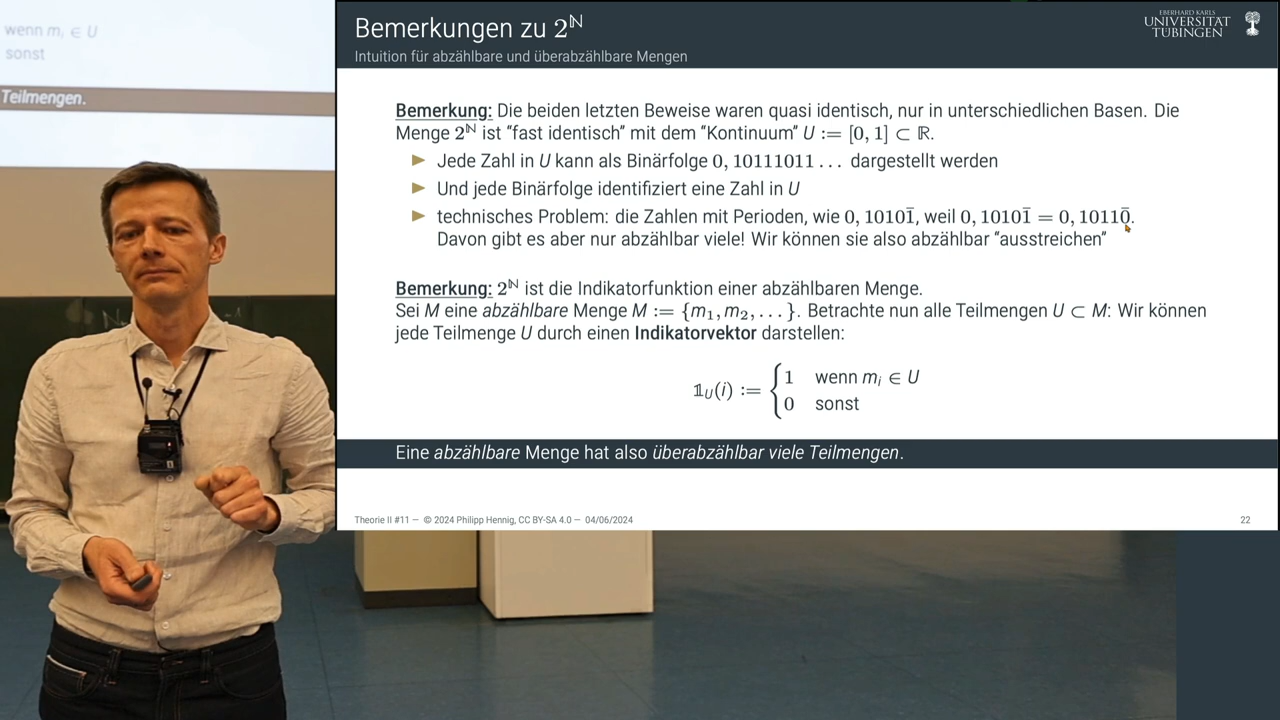 wenn mᵢ ∈ U
sonst
Teilmengen.
Bemerkungen zu 2^ℕ
Intuition für abzählbare und überabzählbare Mengen
EBERHARD KARLS
UNIVERSITÄT
TÜBINGEN
Bemerkung: Die beiden letzten Beweise waren quasi identisch, nur in unterschiedlichen Basen. Die
Menge 2^ℕ ist "fast identisch" mit dem "Kontinuum" U := [0, 1] ⊂ ℝ.
▶ Jede Zahl in U kann als Binärfolge 0, 10111011 . . . dargestellt werden
▶ Und jede Binärfolge identifiziert eine Zahl in U
▶ technisches Problem: die Zahlen mit Perioden, wie 0, 10101̅, weil 0, 10101̅ = 0, 10110̅.
Davon gibt es aber nur abzählbar viele! Wir können sie also abzählbar "ausstreichen"
Bemerkung: 2^ℕ ist die Indikatorfunktion einer abzählbaren Menge.
Sei M eine abzählbare Menge M := {m₁, m₂, . . . }. Betrachte nun alle Teilmengen U ⊂ M: Wir können
jede Teilmenge U durch einen Indikatorvektor darstellen:
𝟙_U(i) := { 1 wenn mᵢ ∈ U
0 sonst
Eine abzählbare Menge hat also überabzählbar viele Teilmengen.
Theorie II #11 — © 2024 Philipp Hennig, CC BY-SA 4.0 — 04/06/2024
22